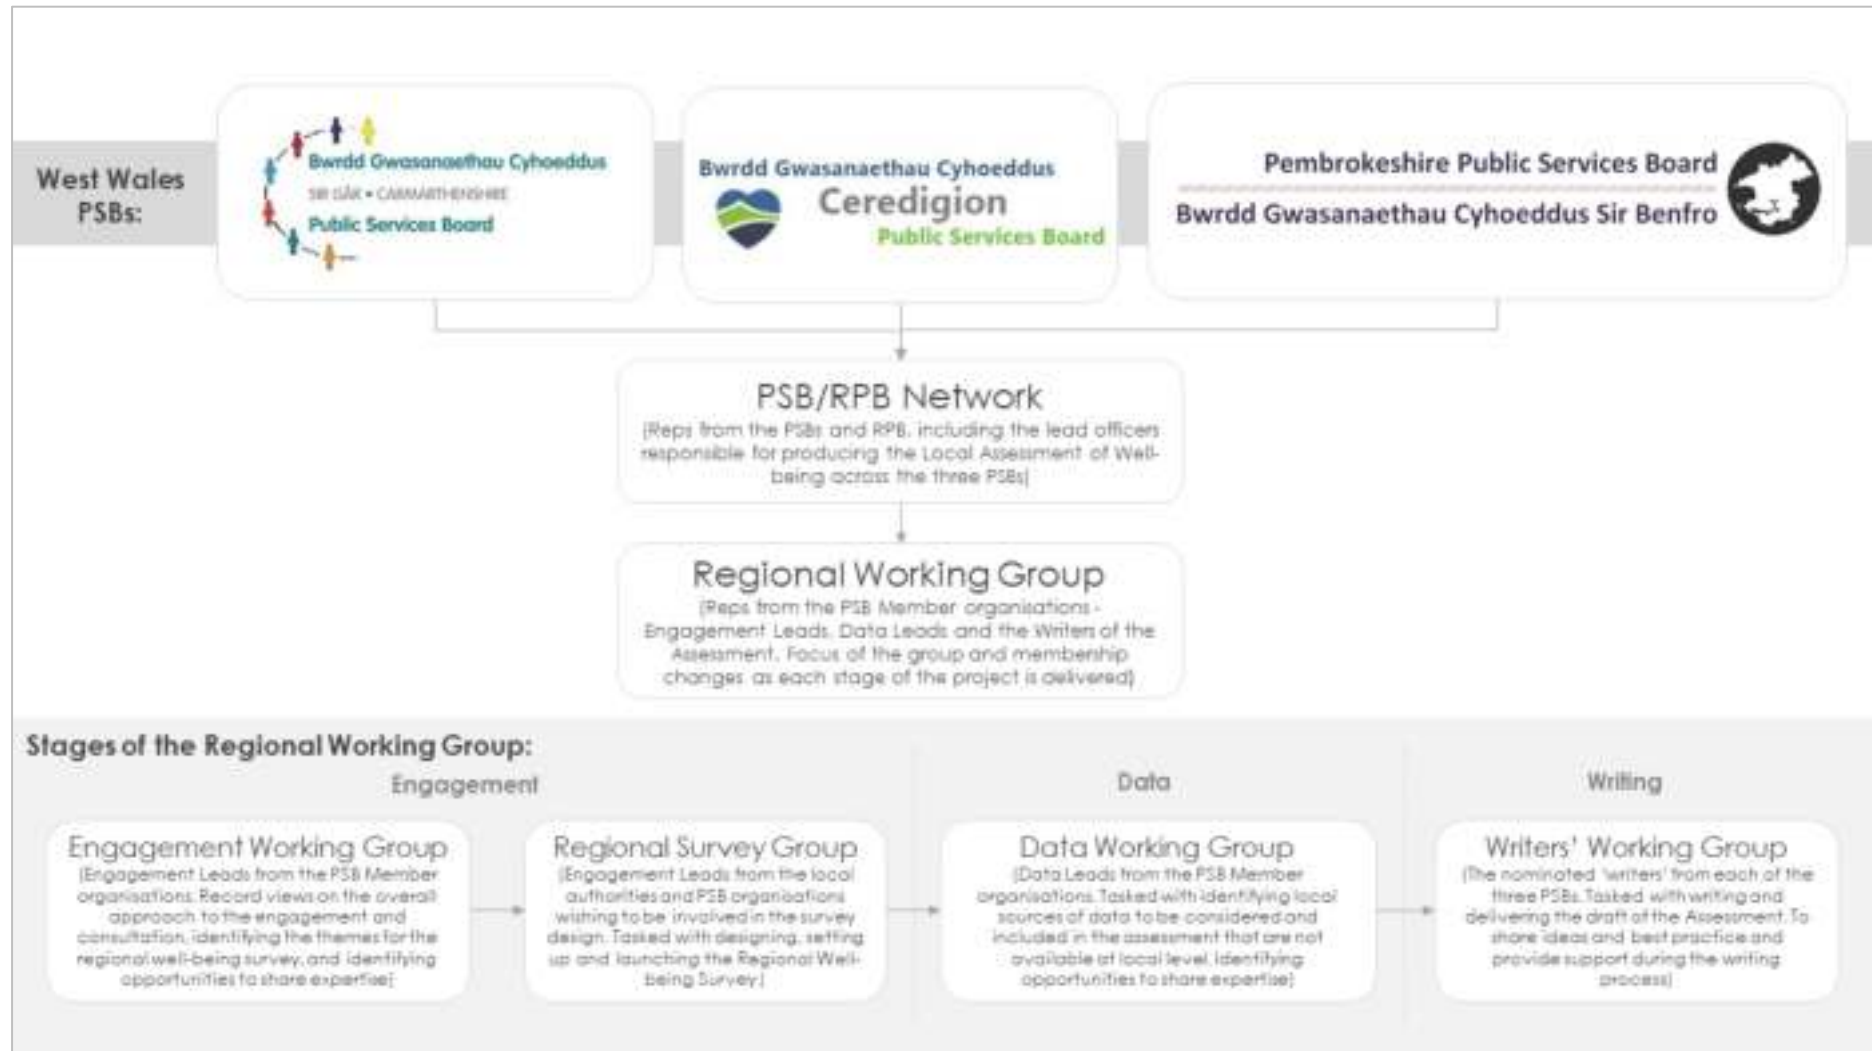 West Wales
PSBs:
Bwrdd Gwasanaethau Cyhoeddus
SIR GÂR • CARMARTHENSHIRE
Public Services Board
Bwrdd Gwasanaethau Cyhoeddus
Ceredigion
Public Services Board
Pembrokeshire Public Services Board
Bwrdd Gwasanaethau Cyhoeddus Sir Benfro
PSB/RPB Network
(Reps from the PSBs and RPB, including the lead officers
responsible for producing the Local Assessment of Well-
being across the three PSBs)
Regional Working Group
(Reps from the PSB Member organisations -
Engagement Leads, Data Leads and the Writers of the
Assessment. Focus of the group and membership
changes as each stage of the project is delivered)
Stages of the Regional Working Group:
Engagement
Engagement Working Group
(Engagement Leads from the PSB Member
organisations. Record views on the overall
approach to the engagement and
consultation, identifying the themes for the
regional well-being survey, and identifying
opportunities to share expertise)
Regional Survey Group
(Engagement Leads from the local
authorities and PSB organisations
wishing to be involved in the survey
design. Tasked with designing, setting
up and launching the Regional Well-
being Survey)
Data
Data Working Group
(Data Leads from the PSB Member
organisations. Tasked with identifying local
sources of data to be considered and
included in the assessment that are not
available at local level. Identifying
opportunities to share expertise)
Writing
Writers' Working Group
(The nominated 'writers' from each of the
three PSBs. Tasked with writing and
delivering the draft of the Assessment. To
share ideas and best practice and
provide support during the writing
process)